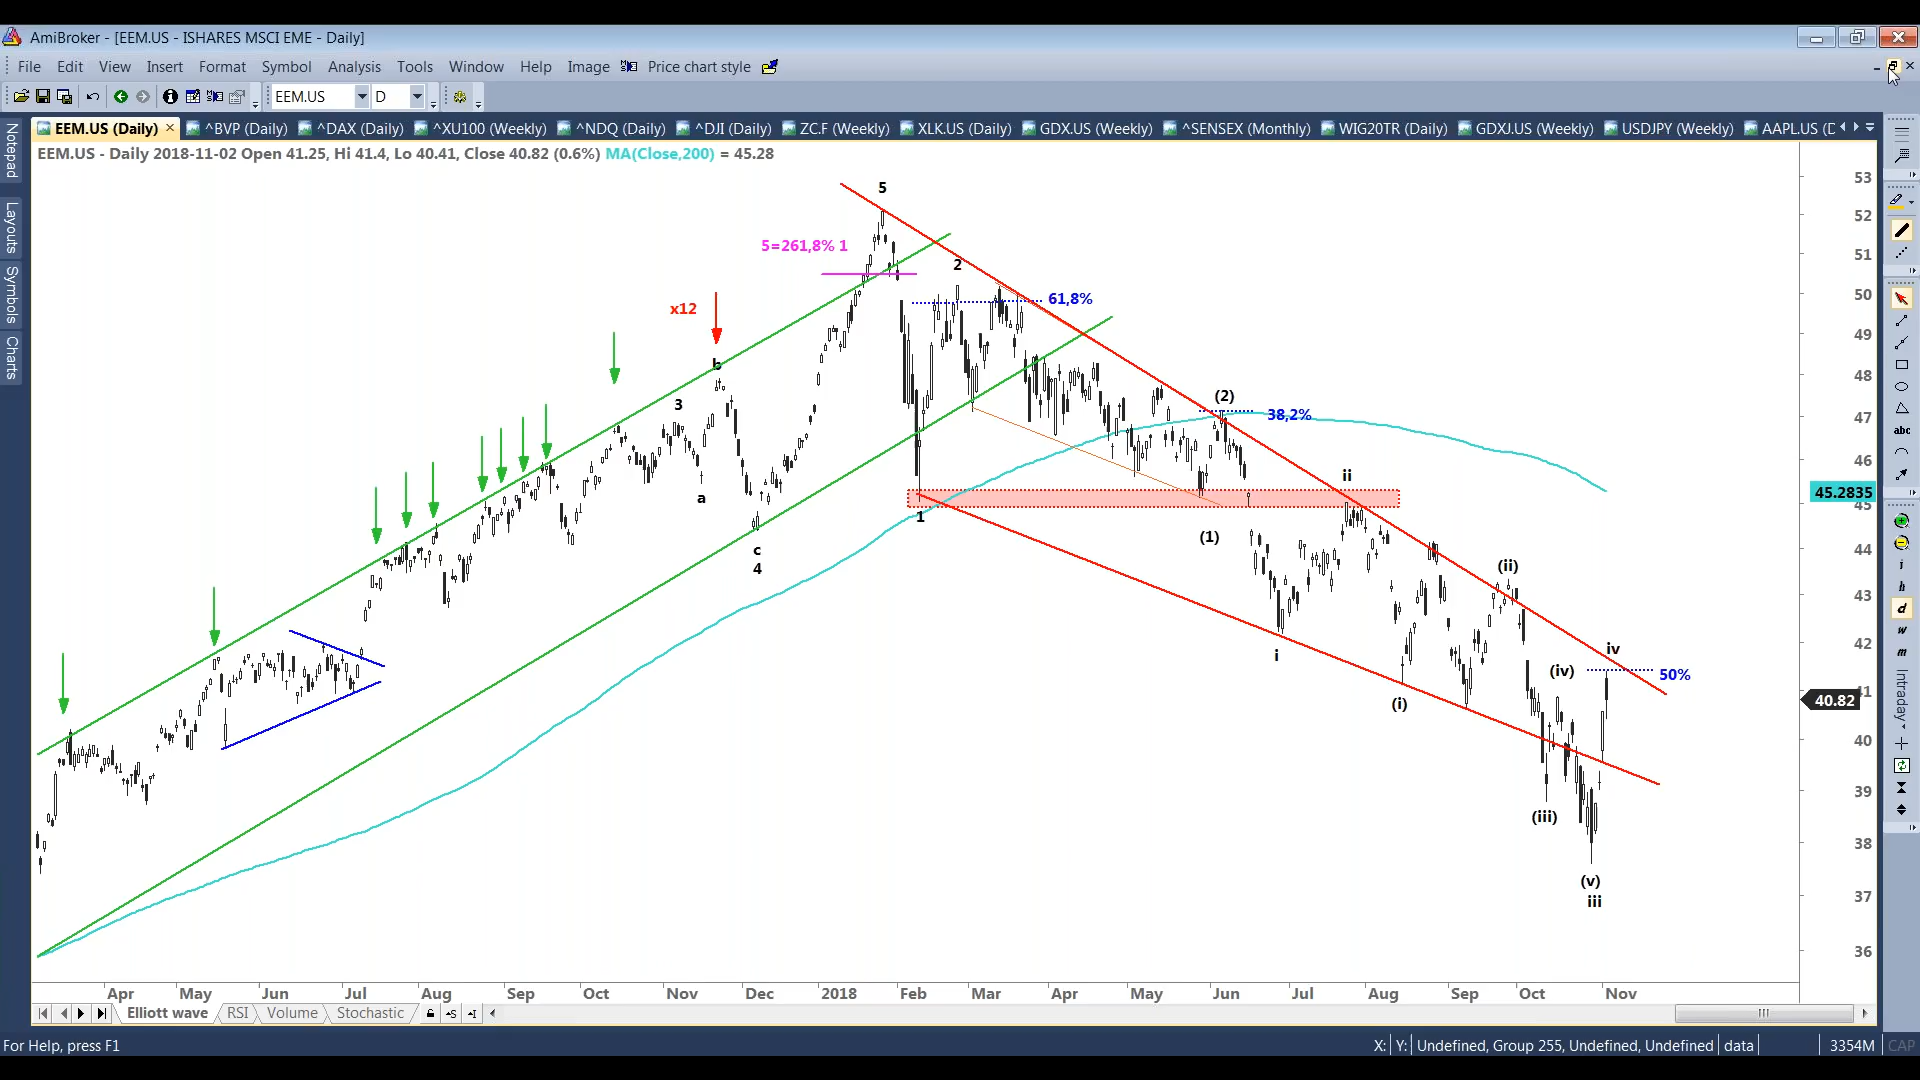 AmiBroker - [EEM.US - ISHARES MSCI EME - Daily]
File Edit View Insert Format Symbol Analysis Tools Window Help Image Price chart style
EEM.US D
EEM.US (Daily) ^BVP (Daily) ^DAX (Daily) ^XU100 (Weekly) ^NDQ (Daily) ^DJI (Daily) ZC.F (Weekly) XLK.US (Daily) GDX.US (Weekly) ^SENSEX (Monthly) WIG20TR (Daily) GDXJ.US (Weekly) USDJPY (Weekly) AAPL.US (D
EEM.US - Daily 2018-11-02 Open 41.25, Hi 41.4, Lo 40.41, Close 40.82 (0.6%) MA(Close,200) = 45.28
Notepad
Layouts
Symbols
Charts
5
5=261,8% 1
2
61,8%
x12
b
3
(2)
38,2%
a
ii
1
(1)
c
4
(ii)
i
iv
(iv)
50%
(i)
(iii)
(v)
iii
53
52
51
50
49
48
47
46
45.2835
45
44
43
42
41
40.82
40
39
38
37
36
abc
i
h
d
w
m
Intraday
Apr May Jun Jul Aug Sep Oct Nov Dec 2018 Feb Mar Apr May Jun Jul Aug Sep Oct Nov
Elliott wave RSI Volume Stochastic
For Help, press F1
X: Y: Undefined, Group 255, Undefined, Undefined data 3354M CAP